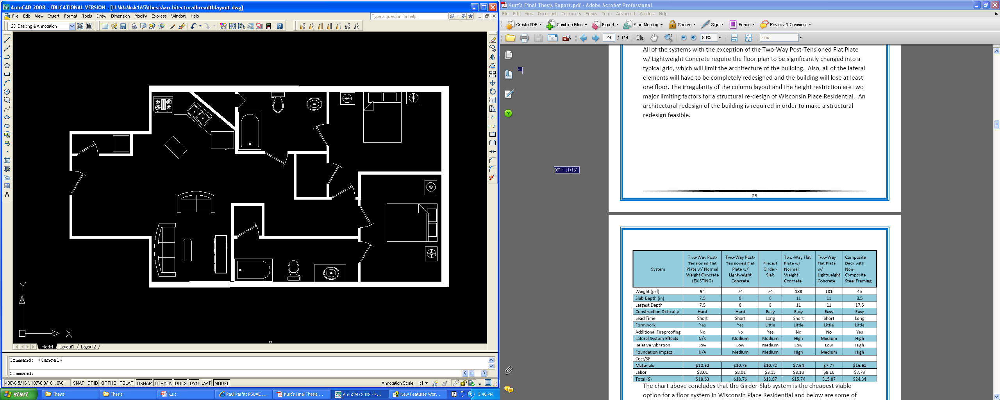 AutoCAD 2008 - EDUCATIONAL VERSION - [U:\k\s\ksk165\thesis\architecturalbreadthlayout.dwg]
File Edit View Insert Format Tools Draw Dimension Modify Express Window Help
Type a question for help
2D Drafting & Annotation
A
Y
X
Model Layout1 Layout2
Command: *Cancel*
Command:
496'-6 5/16", 187'-0 3/16", 0'-0"
SNAP GRID ORTHO POLAR OSNAP OTRACK DUCS DYN LWT MODEL
Annotation Scale: 1:1
start
Thesis
Thesis
kurt
Paul Parfitt PSUAE ...
Kurt's Final Thesis ...
AutoCAD 2008 - E...
New Features Wor...
3:46 PM
Kurt's Final Thesis Report.pdf - Adobe Acrobat Professional
File Edit View Document Comments Forms Tools Advanced Window Help
Create PDF Combine Files Export Start Meeting Secure Sign Forms Review & Comment
24 / 114 80% Find
09'-4 11/16"
All of the systems with the exception of the Two-Way Post-Tensioned Flat Plate
w/ Lightweight Concrete require the floor plan to be significantly changed into a
typical grid, which will limit the architecture of the building. Also, all of the lateral
elements will have to be completely redesigned and the building will lose at least
one floor. The irregularity of the column layout and the height restriction are two
major limiting factors for a structural re-design of Wisconsin Place Residential. An
architectural redesign of the building is required in order to make a structural
redesign feasible.
23
System
Two-Way Post-
Tensioned Flat
Plate w/ Normal
Weight Concrete
(EXISTING)
Two-Way Post-
Tensioned Flat
Plate w/
Lightweight
Concrete
Precast
Girder-
Slab
Two-Way Flat
Plate w/
Normal
Weight
Concrete
Two-Way
Flat Plate
w/
Lightweight
Concrete
Composite
Deck with
Non-
Composite
Steel Framing
Weight (psf) 94 74 74 138 101 45
Slab Depth (in) 7.5 8 6 11 11 3.5
Largest Depth 7.5 8 8 11 11 17.5
Construction Difficulty Hard Hard Easy Easy Easy Easy
Lead Time Short Short Long Short Short Long
Formwork Yes Yes Little Little Little Little
Additional Fireproofing No No Yes No No Yes
Lateral System Effects N/A Medium Medium High Medium High
Relative Vibration Low Low Medium Low Low High
Foundation Impact N/A Medium Medium High Medium High
Cost/SF
Materials $10.62 $10.75 $10.72 $7.64 $7.77 $16.61
Labor $8.01 $8.01 $3.15 $8.10 $8.10 $7.73
Total ($) $18.63 $18.76 $13.87 $15.74 $15.87 $24.34
The chart above concludes that the Girder-Slab system is the cheapest viable
option for a floor system in Wisconsin Place Residential and below are some of